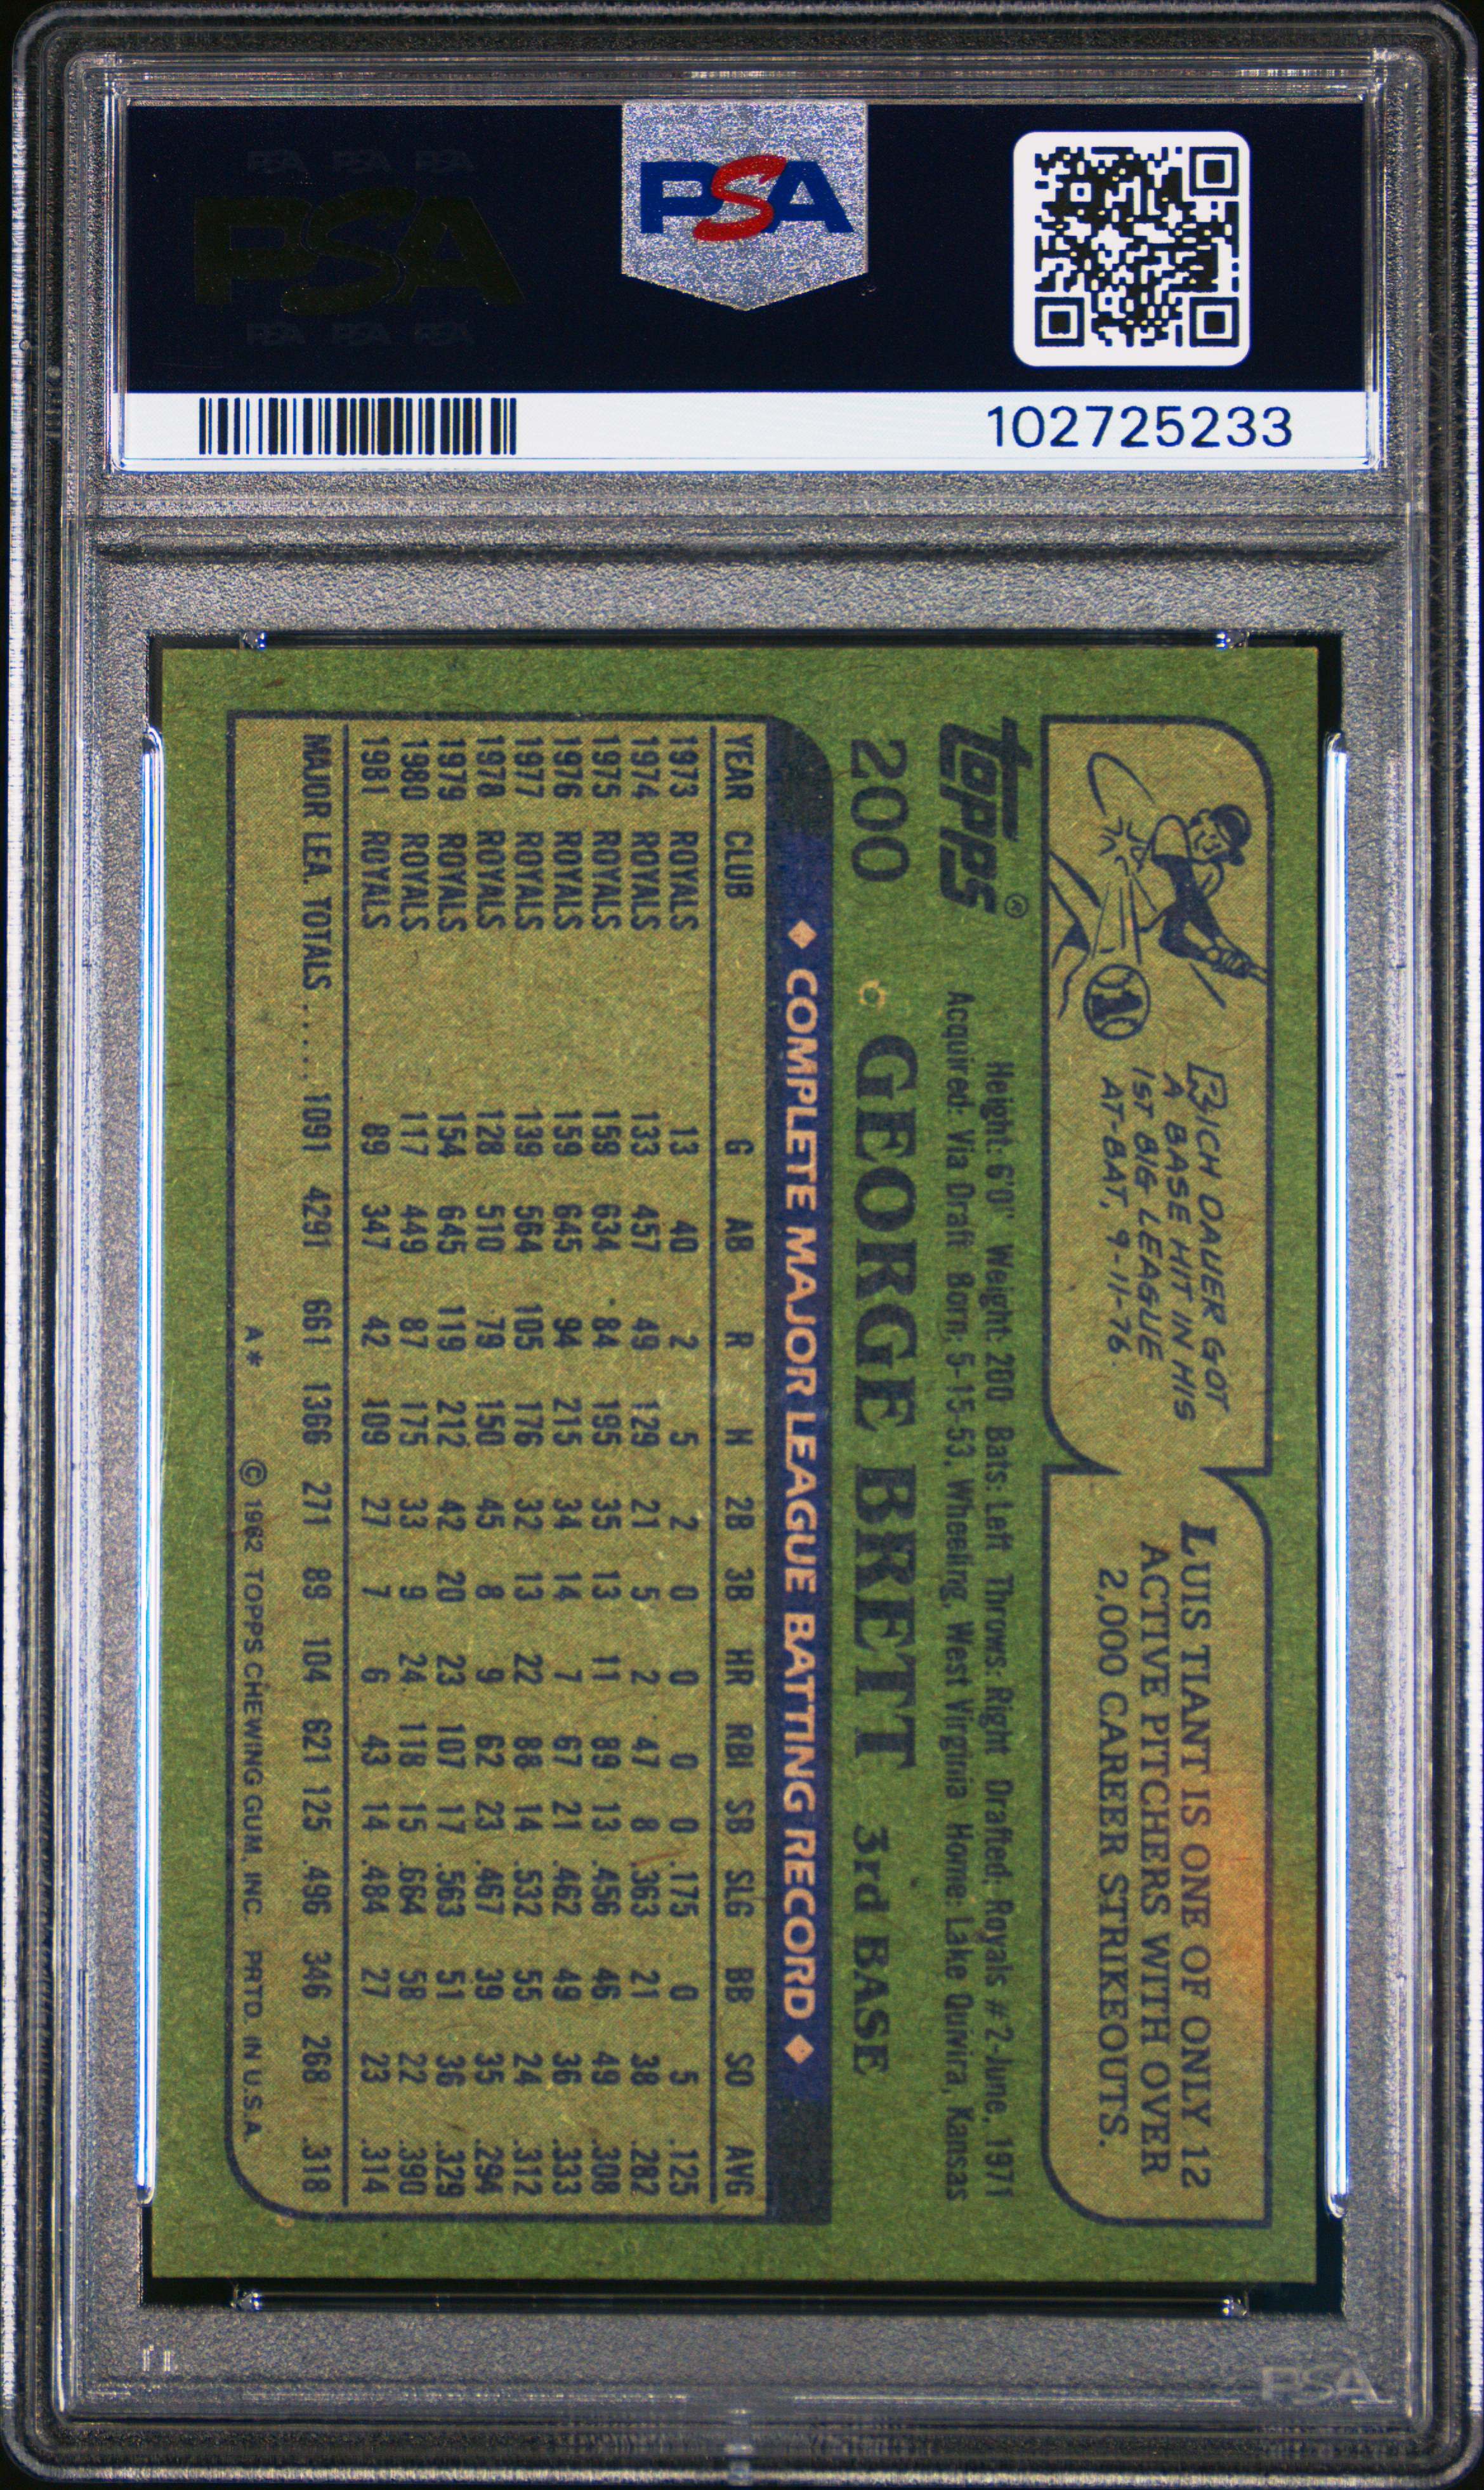 PSA PSA PSA
PSA
PSA PSA PSA
PSA
102725233
RICH DAUER GOT
A BASE HIT IN HIS
1ST BIG LEAGUE
AT-BAT, 9-11-76.
LUIS TIANT IS ONE OF ONLY 12
ACTIVE PITCHERS WITH OVER
2,000 CAREER STRIKEOUTS.
topps®
Height: 6'0" Weight: 200 Bats: Left Throws: Right Drafted: Royals #2-June, 1971
Acquired: Via Draft Born: 5-15-53, Wheeling, West Virginia Home: Lake Quivira, Kansas
200 GEORGE BRETT 3rd BASE
◆ COMPLETE MAJOR LEAGUE BATTING RECORD ◆
YEAR CLUB G AB R H 2B 3B HR RBI SB SLG BB SO AVG
1973 ROYALS 13 40 2 5 2 0 0 0 0 .175 0 5 .125
1974 ROYALS 133 457 49 129 21 5 2 47 8 .363 21 38 .282
1975 ROYALS 159 634 84 195 35 13 11 89 13 .456 46 49 .308
1976 ROYALS 159 645 94 215 34 14 7 67 21 .462 49 36 .333
1977 ROYALS 139 564 105 176 32 13 22 88 14 .532 55 24 .312
1978 ROYALS 128 510 79 150 45 8 9 62 23 .467 39 35 .294
1979 ROYALS 154 645 119 212 42 20 23 107 17 .563 51 36 .329
1980 ROYALS 117 449 87 175 33 9 24 118 15 .664 58 22 .390
1981 ROYALS 89 347 42 109 27 7 6 43 14 .484 27 23 .314
MAJOR LEA. TOTALS ...... 1091 4291 661 1366 271 89 104 621 125 .496 346 268 .318
A* © 1982 TOPPS CHEWING GUM, INC. PRTD. IN U.S.A.
PSA